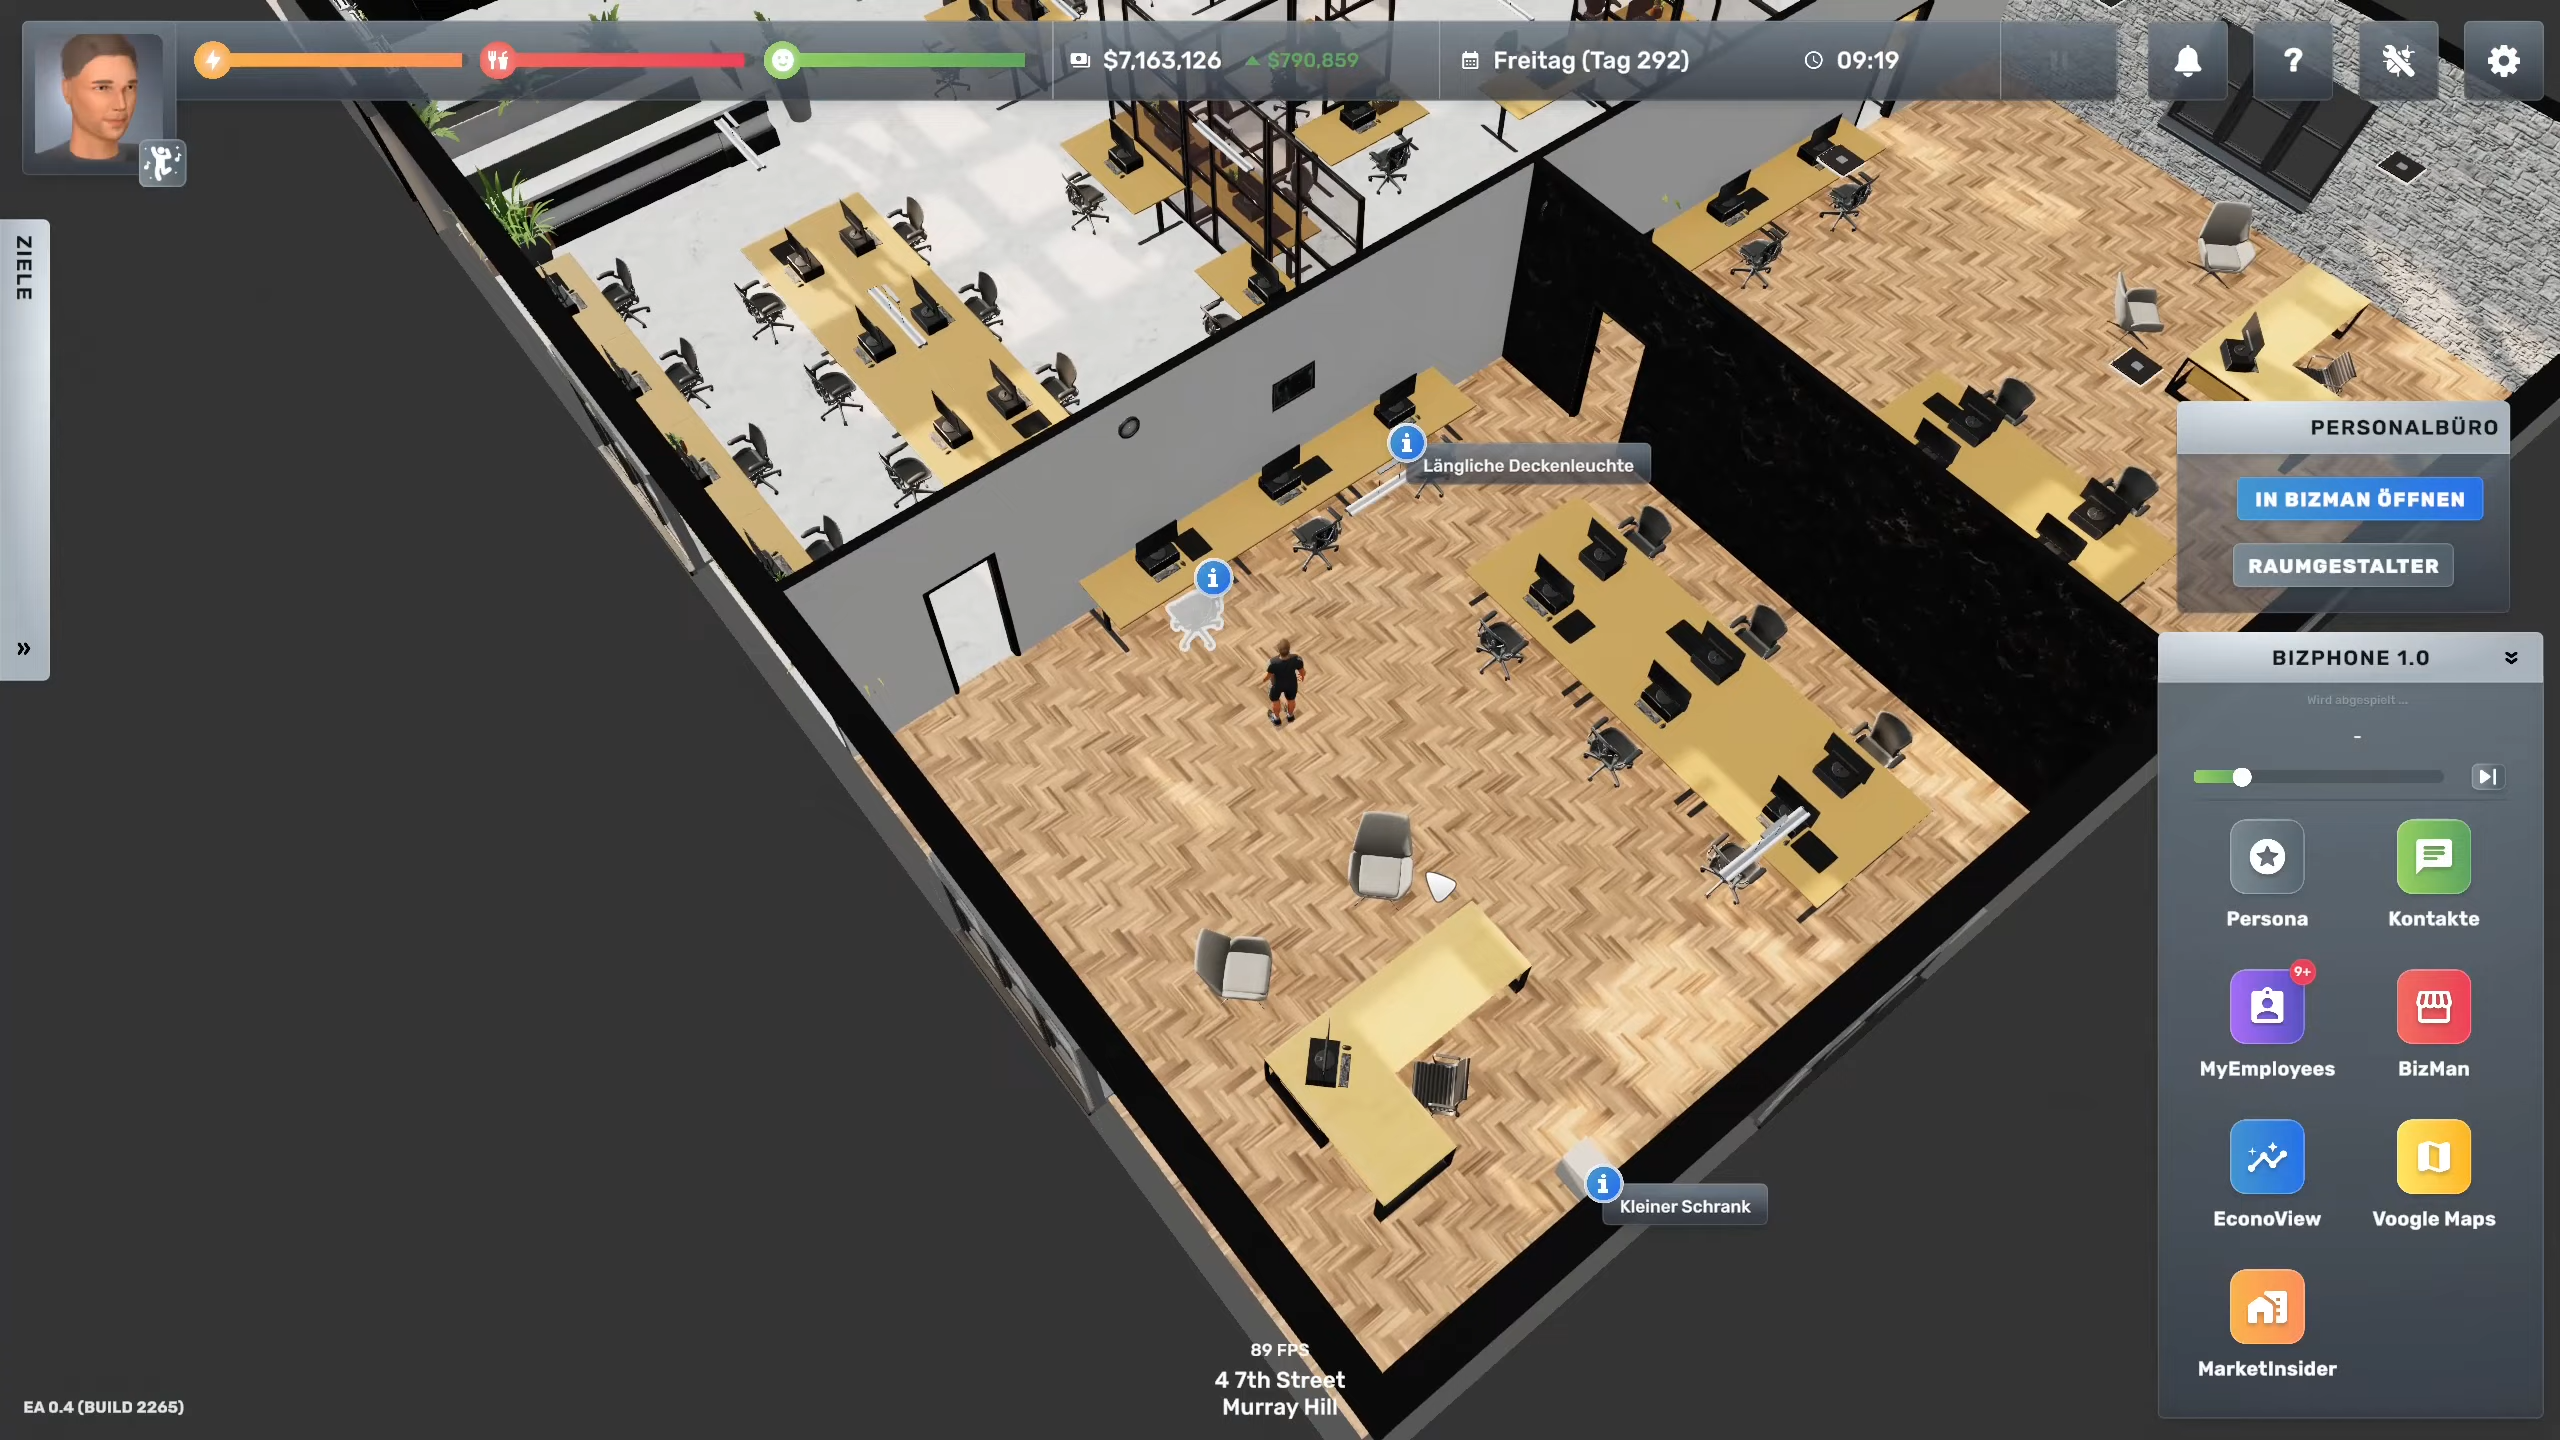 $7,163,126
$790,859
Freitag (Tag 292)
09:19
?
ZIELE
Längliche Deckenleuchte
PERSONALBÜRO
IN BIZMAN ÖFFNEN
RAUMGESTALTER
BIZPHONE 1.0
Wird abgespielt ...
-
Persona
Kontakte
9+
MyEmployees
BizMan
EconoView
Voogle Maps
MarketInsider
Kleiner Schrank
89 FPS
4 7th Street
Murray Hill
EA 0.4 (BUILD 2265)